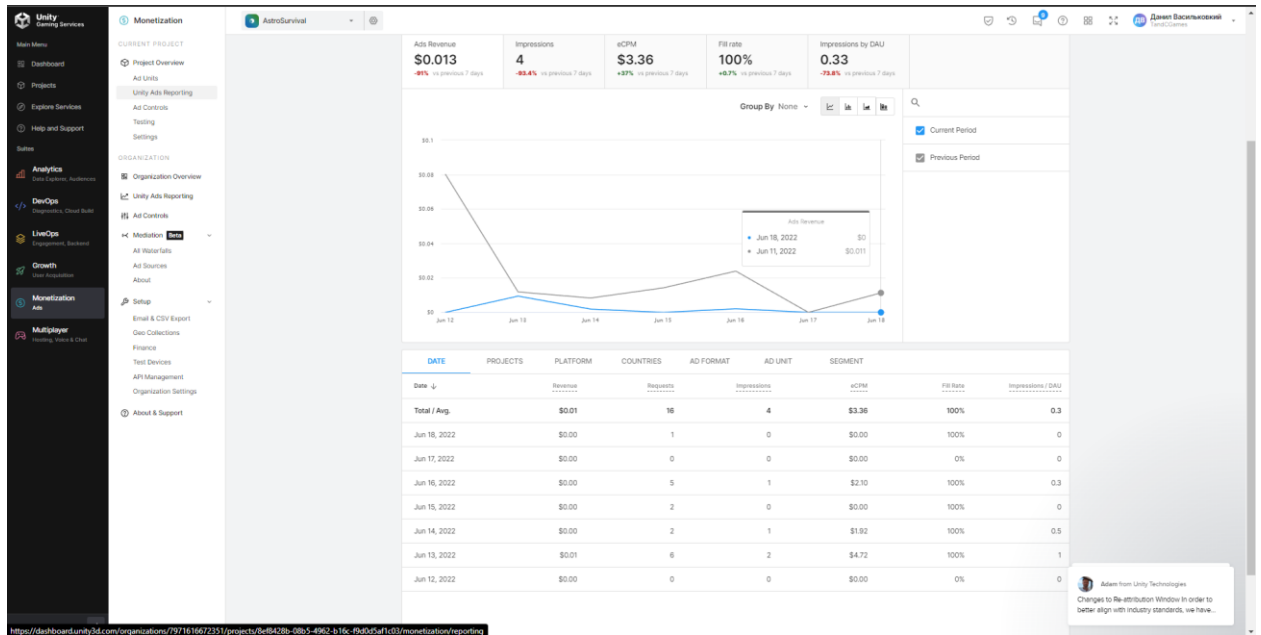 Unity
Gaming Services
Main Menu
Dashboard
Projects
Explore Services
Help and Support
Suites
Analytics
Data Explorer, Audiences
DevOps
Diagnostics, Cloud Build
LiveOps
Engagement, Backend
Growth
User Acquisition
Monetization
Ads
Multiplayer
Hosting, Voice & Chat
Monetization
CURRENT PROJECT
Project Overview
Ad Units
Unity Ads Reporting
Ad Controls
Testing
Settings
ORGANIZATION
Organization Overview
Unity Ads Reporting
Ad Controls
Mediation Beta
All Waterfalls
Ad Sources
About
Setup
Email & CSV Export
Geo Collections
Finance
Test Devices
API Management
Organization Settings
About & Support
AstroSurvival
ДВ
Данил Васильковский
TandCGames
Ads Revenue Impressions eCPM Fill rate Impressions by DAU
$0.013 4 $3.36 100% 0.33
-91% vs previous 7 days -93.4% vs previous 7 days +37% vs previous 7 days +0.7% vs previous 7 days -73.8% vs previous 7 days
Group By None
Current Period
Previous Period
$0.1
$0.08
$0.06
$0.04
$0.02
$0
Ads Revenue
Jun 18, 2022 $0
Jun 11, 2022 $0.011
Jun 12 Jun 13 Jun 14 Jun 15 Jun 16 Jun 17 Jun 18
DATE PROJECTS PLATFORM COUNTRIES AD FORMAT AD UNIT SEGMENT
Date Revenue Requests Impressions eCPM Fill Rate Impressions / DAU
Total / Avg. $0.01 16 4 $3.36 100% 0.3
Jun 18, 2022 $0.00 1 0 $0.00 100% 0
Jun 17, 2022 $0.00 0 0 $0.00 0% 0
Jun 16, 2022 $0.00 5 1 $2.10 100% 0.3
Jun 15, 2022 $0.00 2 0 $0.00 100% 0
Jun 14, 2022 $0.00 2 1 $1.92 100% 0.5
Jun 13, 2022 $0.01 6 2 $4.72 100% 1
Jun 12, 2022 $0.00 0 0 $0.00 0% 0
Adam from Unity Technologies
Changes to Re-attribution Window In order to
better align with industry standards, we have...
https://dashboard.unity3d.com/organizations/7971616672351/projects/8ef8428b-08b5-4962-b16c-f9d0d5af1c03/monetization/reporting